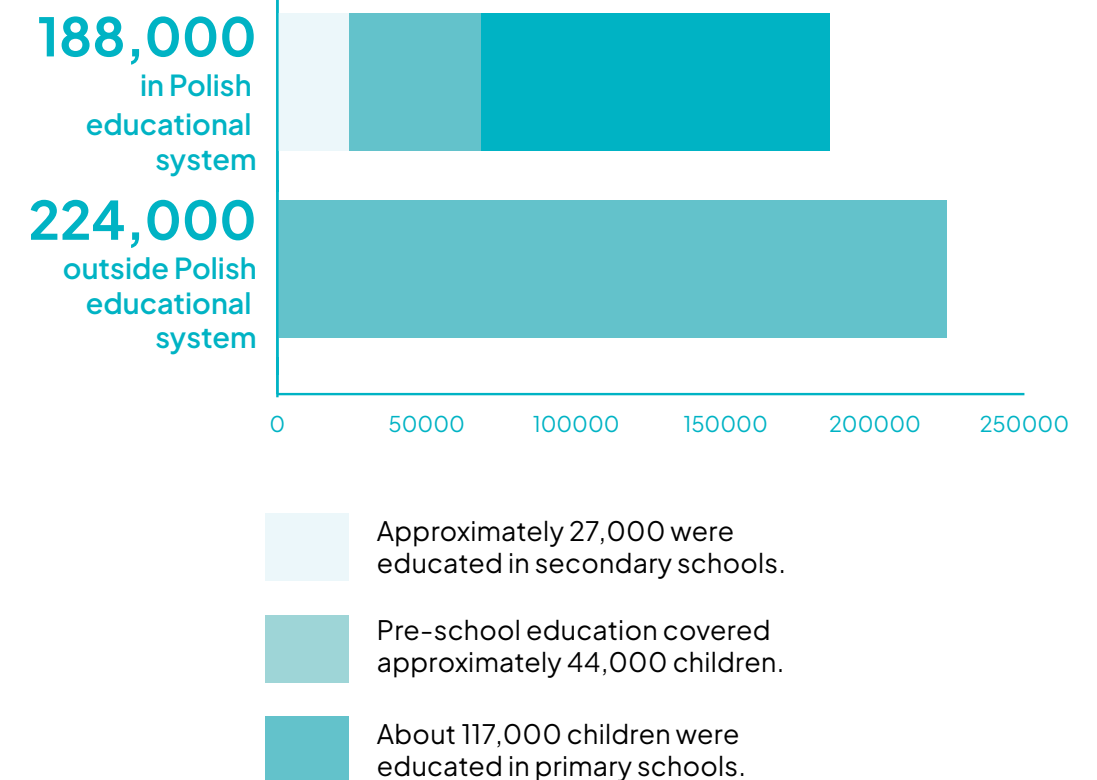 188,000
in Polish
educational
system
224,000
outside Polish
educational
system
0 50000 100000 150000 200000 250000
Approximately 27,000 were
educated in secondary schools.
Pre-school education covered
approximately 44,000 children.
About 117,000 children were
educated in primary schools.